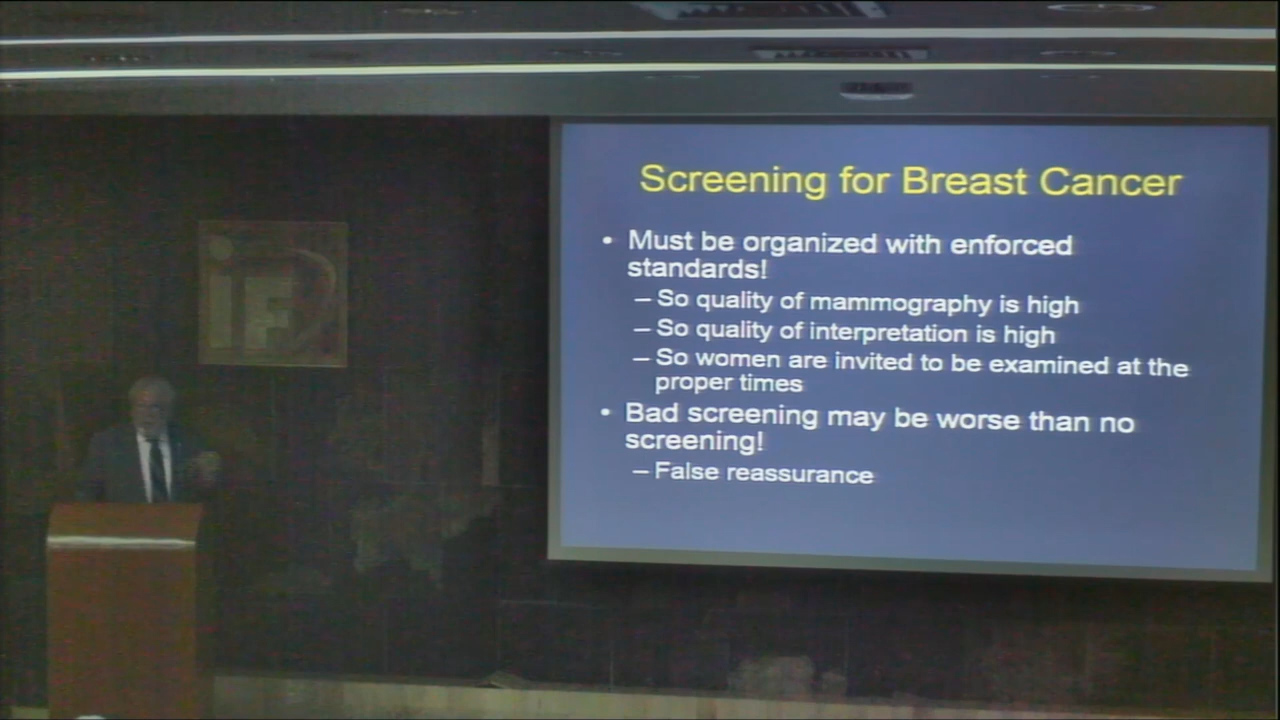 iF
Screening for Breast Cancer
• Must be organized with enforced
standards!
– So quality of mammography is high
– So quality of interpretation is high
– So women are invited to be examined at the
proper times
• Bad screening may be worse than no
screening!
– False reassurance